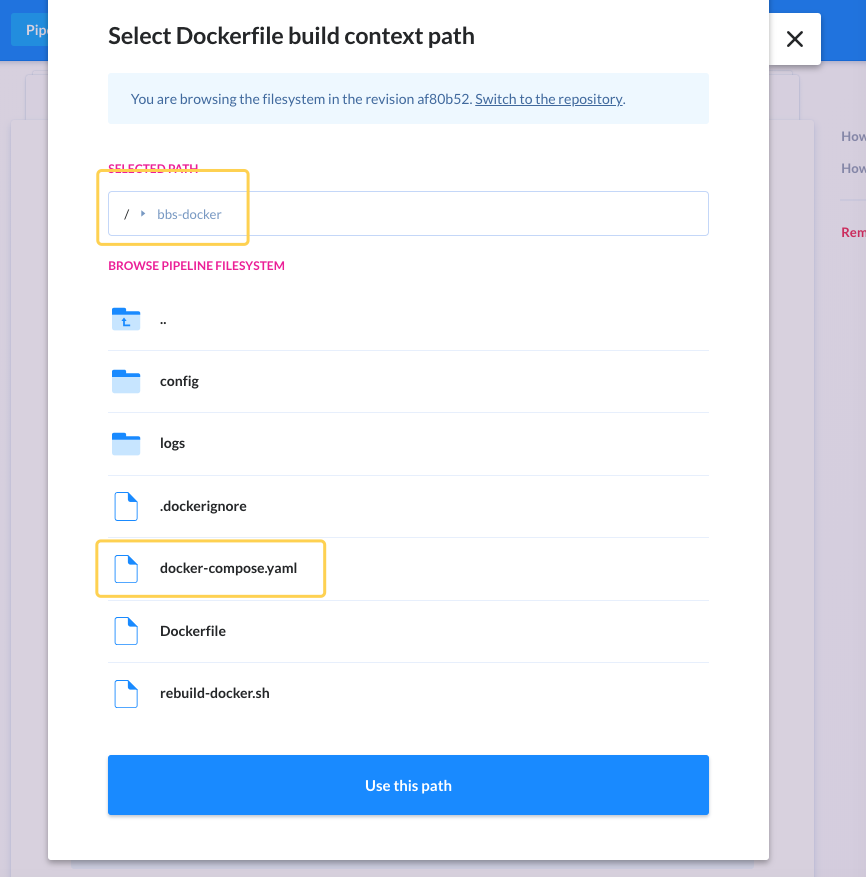 Select Dockerfile build context path
You are browsing the filesystem in the revision af80b52. Switch to the repository.
SELECTED PATH
/ bbs-docker
BROWSE PIPELINE FILESYSTEM
..
config
logs
.dockerignore
docker-compose.yaml
Dockerfile
rebuild-docker.sh
Use this path
How
How